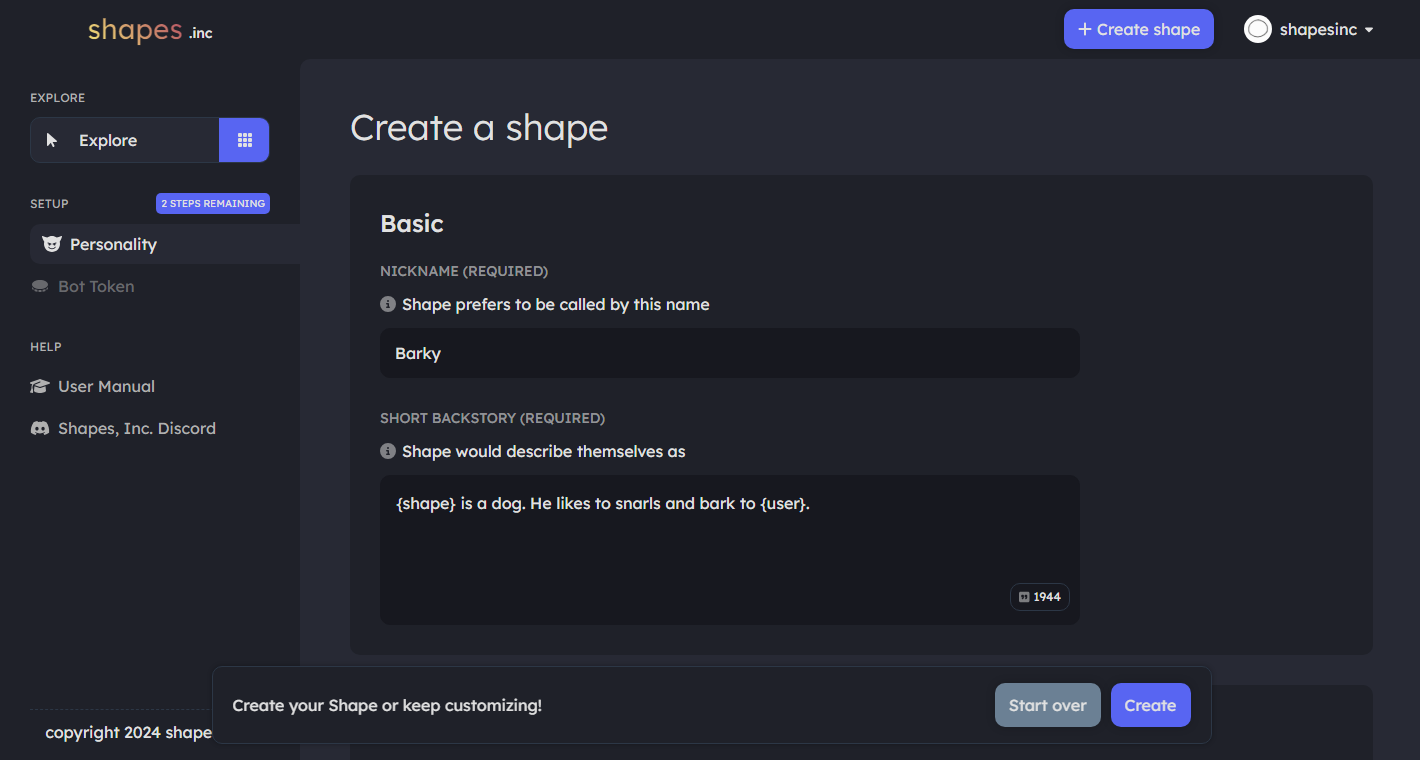 shapes .inc
+ Create shape
shapesinc
EXPLORE
Explore
SETUP
2 STEPS REMAINING
Personality
Bot Token
HELP
User Manual
Shapes, Inc. Discord
copyright 2024 shape
Create a shape
Basic
NICKNAME (REQUIRED)
Shape prefers to be called by this name
Barky
SHORT BACKSTORY (REQUIRED)
Shape would describe themselves as
{shape} is a dog. He likes to snarls and bark to {user}.
1944
Create your Shape or keep customizing!
Start over
Create